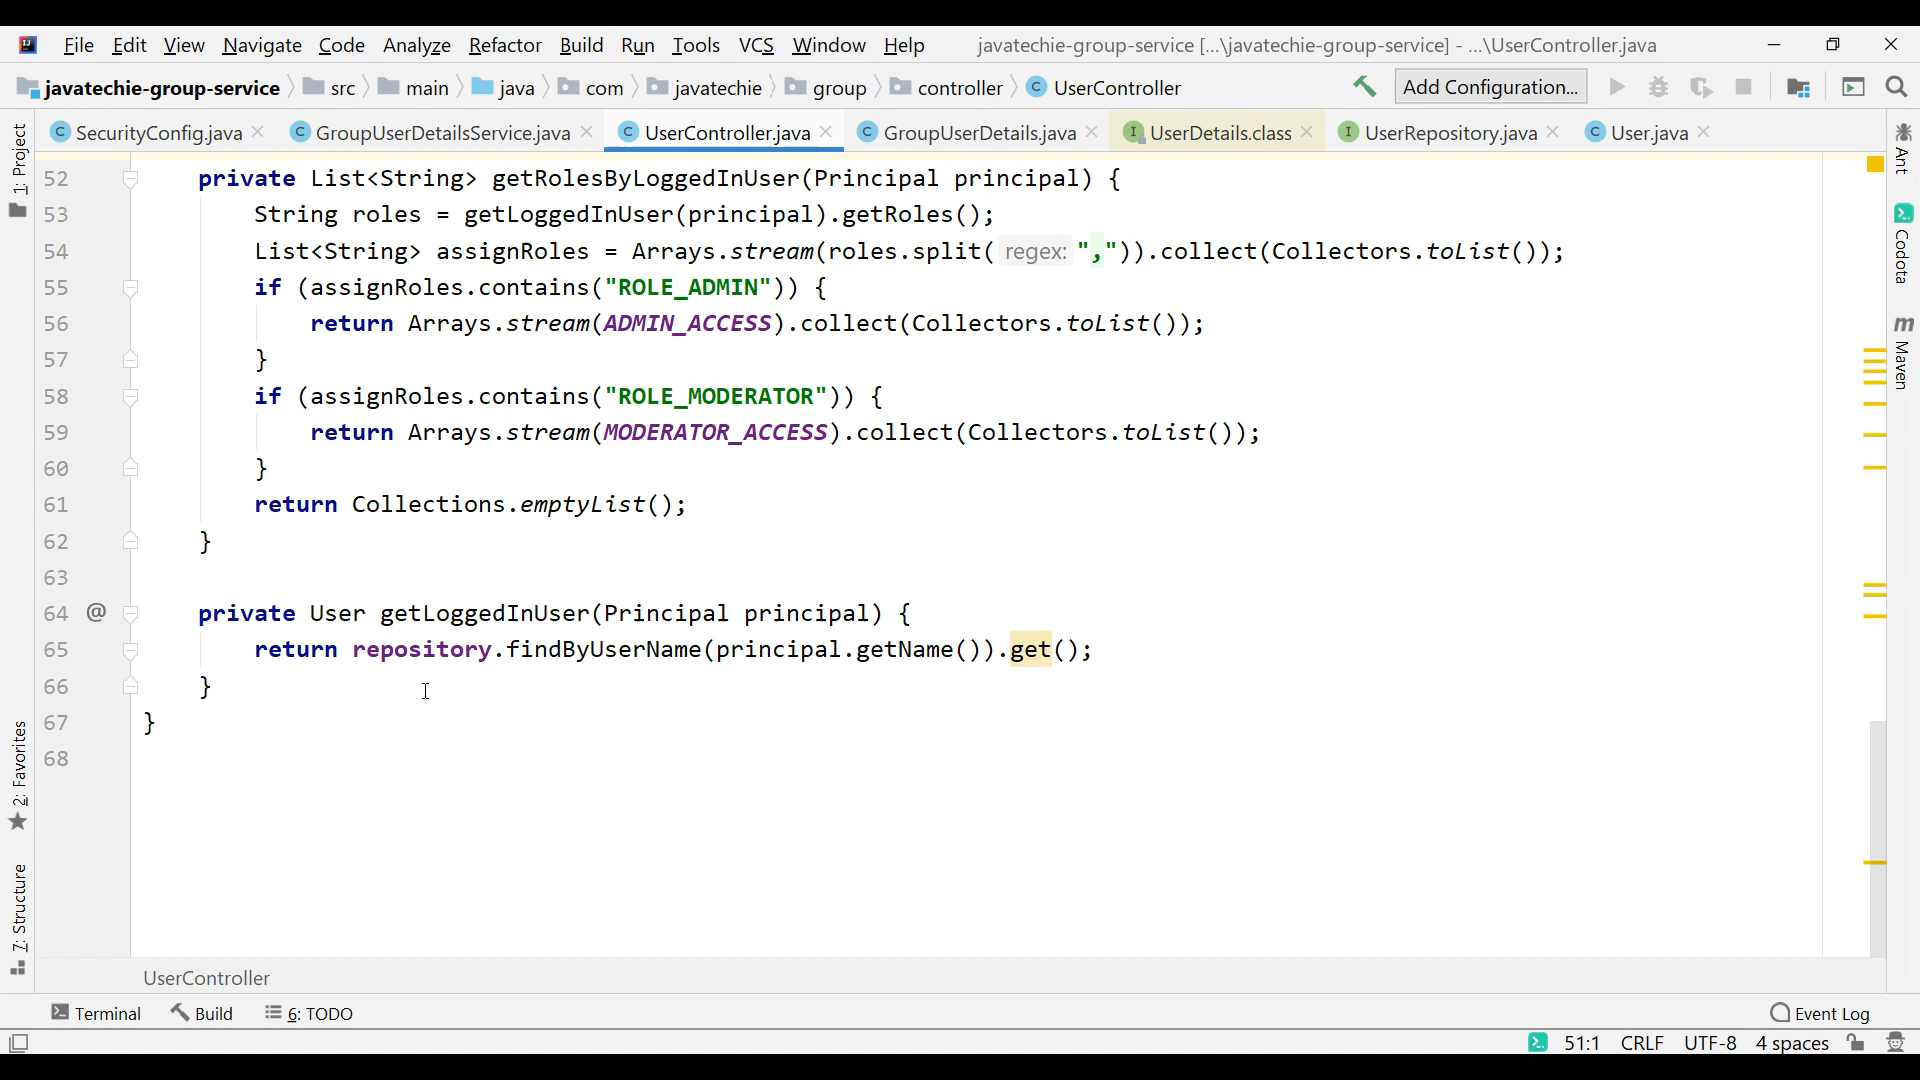 File Edit View Navigate Code Analyze Refactor Build Run Tools VCS Window Help javatechie-group-service [...\javatechie-group-service] - ...\UserController.java
javatechie-group-service src main java com javatechie group controller UserController Add Configuration...
SecurityConfig.java GroupUserDetailsService.java UserController.java GroupUserDetails.java UserDetails.class UserRepository.java User.java
52 private List<String> getRolesByLoggedInUser(Principal principal) {
53 String roles = getLoggedInUser(principal).getRoles();
54 List<String> assignRoles = Arrays.stream(roles.split( regex: ",")).collect(Collectors.toList());
55 if (assignRoles.contains("ROLE_ADMIN")) {
56 return Arrays.stream(ADMIN_ACCESS).collect(Collectors.toList());
57 }
58 if (assignRoles.contains("ROLE_MODERATOR")) {
59 return Arrays.stream(MODERATOR_ACCESS).collect(Collectors.toList());
60 }
61 return Collections.emptyList();
62 }
63
64 @ private User getLoggedInUser(Principal principal) {
65 return repository.findByUserName(principal.getName()).get();
66 }
67 }
68
UserController
Terminal Build 6: TODO Event Log
51:1 CRLF UTF-8 4 spaces
1: Project
2: Favorites
7: Structure
Ant
Codota
m Maven